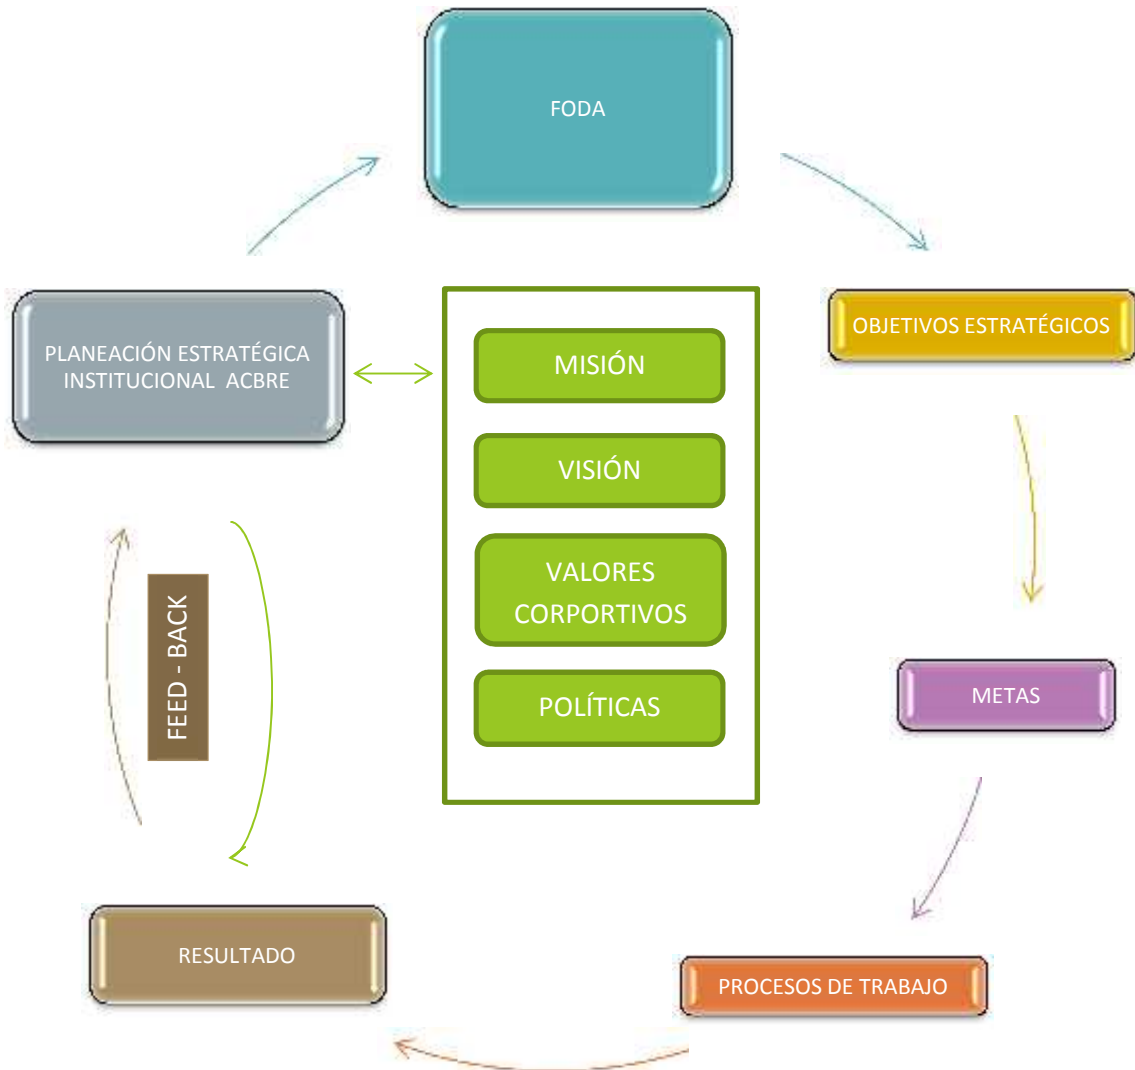 FODA
PLANEACIÓN ESTRATÉGICA
INSTITUCIONAL ACBRE
OBJETIVOS ESTRATÉGICOS
MISIÓN
VISIÓN
VALORES
CORPORTIVOS
POLÍTICAS
FEED - BACK
METAS
RESULTADO
PROCESOS DE TRABAJO